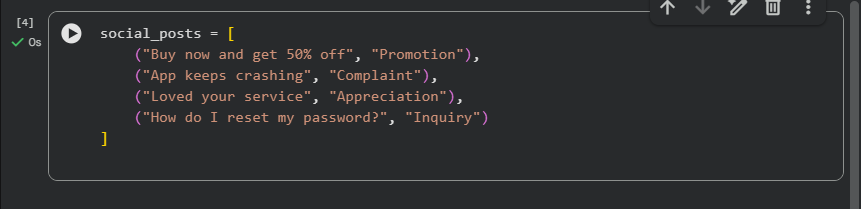 [4]
0s
social_posts = [
("Buy now and get 50% off", "Promotion"),
("App keeps crashing", "Complaint"),
("Loved your service", "Appreciation"),
("How do I reset my password?", "Inquiry")
]